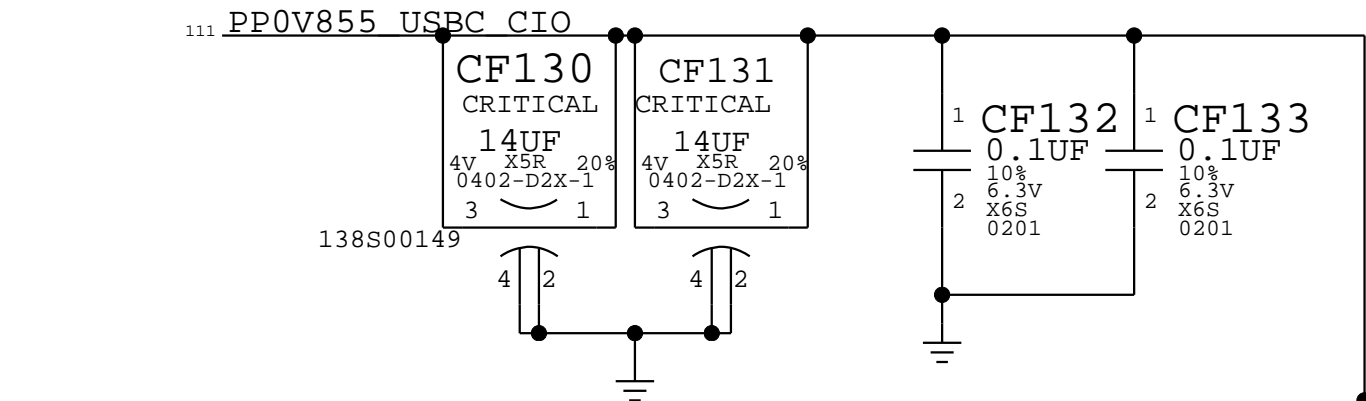 111 PP0V855_USBC_CIO
CF130
CRITICAL
14UF
4V X5R 20%
0402-D2X-1
3 1
138S00149
4 2
CF131
CRITICAL
14UF
4V X5R 20%
0402-D2X-1
3 1
4 2
1 CF132
0.1UF
10%
6.3V
2 X6S
0201
1 CF133
0.1UF
10%
6.3V
2 X6S
0201